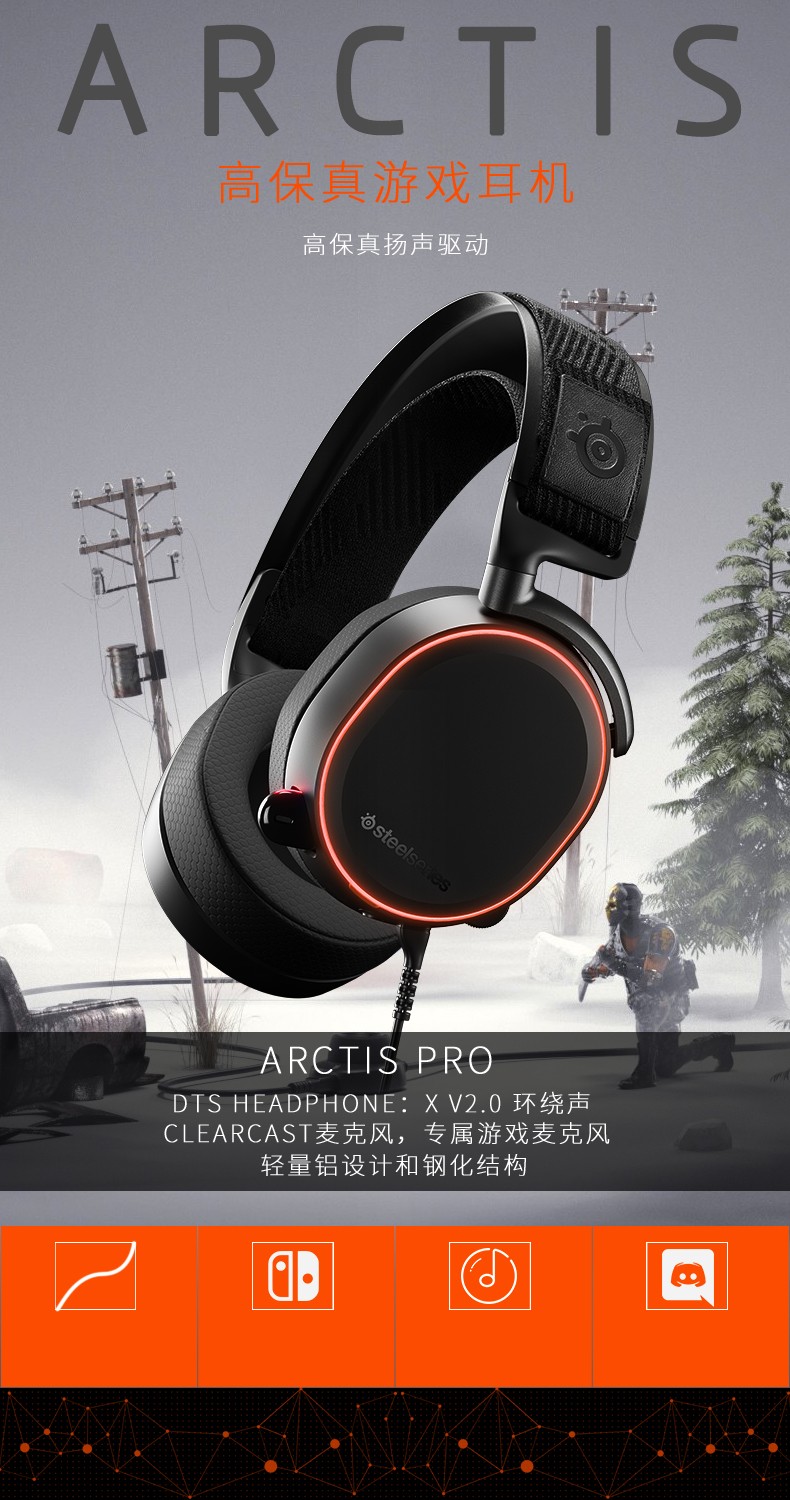 ARCTIS
高保真游戏耳机
高保真扬声驱动
steelseries
ARCTIS PRO
DTS HEADPHONE：X V2.0 环绕声
CLEARCAST麦克风，专属游戏麦克风
轻量铝设计和钢化结构